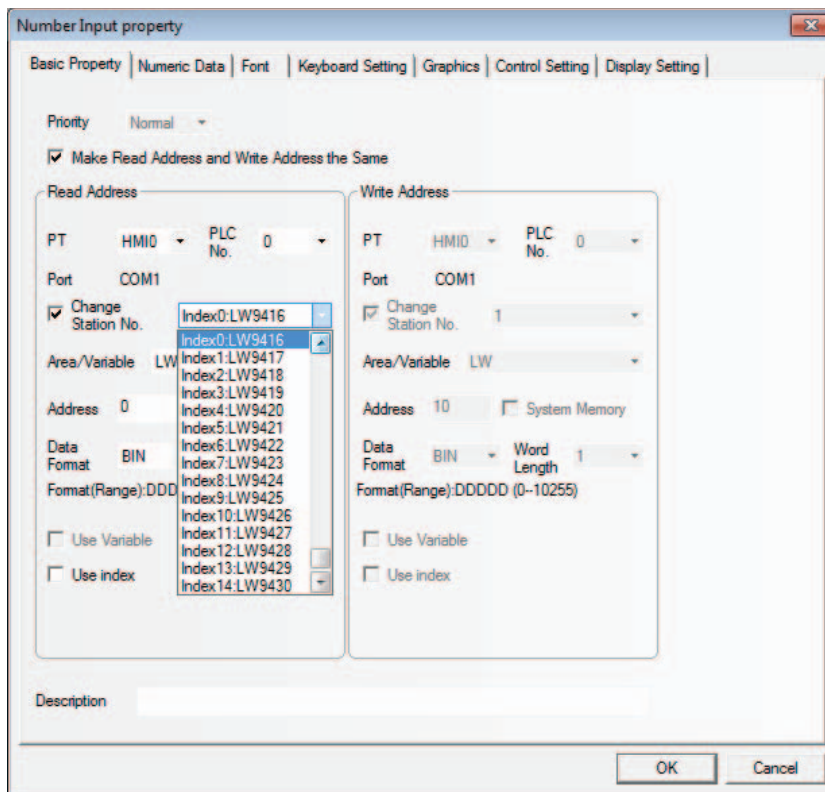 Number Input property
Basic Property Numeric Data Font Keyboard Setting Graphics Control Setting Display Setting
Priority Normal
Make Read Address and Write Address the Same
Read Address
PT HMI0 PLC No. 0
Port COM1
Change Station No. Index0:LW9416
Index0:LW9416
Index1:LW9417
Index2:LW9418
Index3:LW9419
Index4:LW9420
Index5:LW9421
Index6:LW9422
Index7:LW9423
Index8:LW9424
Index9:LW9425
Index10:LW9426
Index11:LW9427
Index12:LW9428
Index13:LW9429
Index14:LW9430
Area/Variable LW
Address 0
Data Format BIN
Format(Range):DDD
Use Variable
Use index
Write Address
PT HMI0 PLC No. 0
Port COM1
Change Station No. 1
Area/Variable LW
Address 10 System Memory
Data Format BIN Word Length 1
Format(Range):DDDDD (0--10255)
Use Variable
Use index
Description
OK Cancel